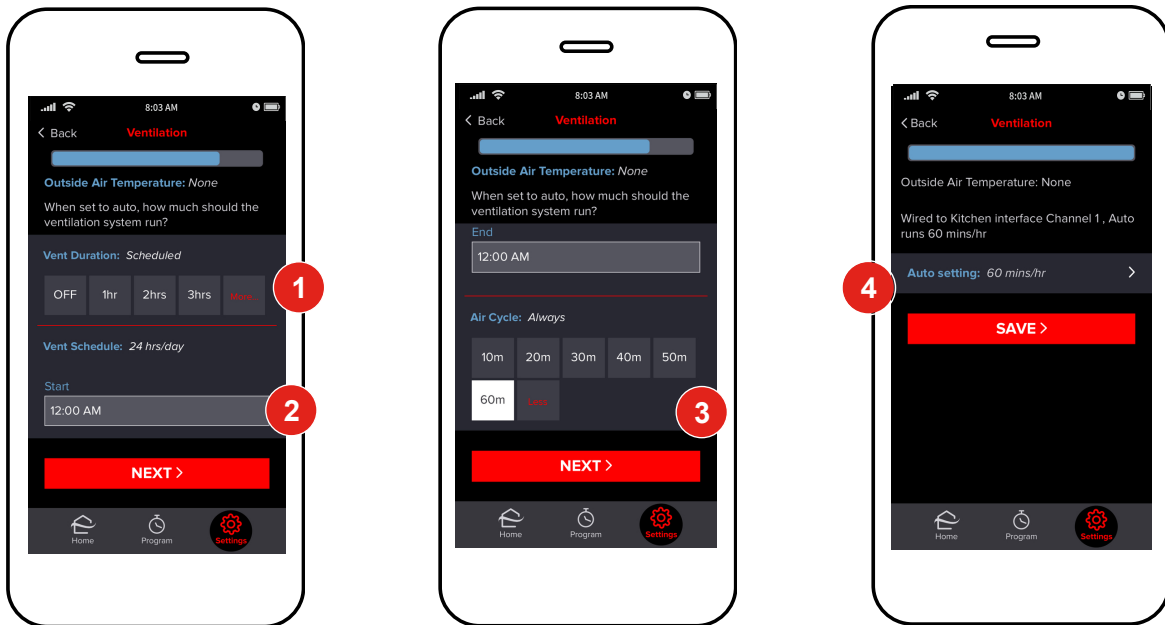 8:03 AM
Back
Ventilation
Outside Air Temperature: None
When set to auto, how much should the
ventilation system run?
Vent Duration: Scheduled
OFF 1hr 2hrs 3hrs More
1
Vent Schedule: 24 hrs/day
Start
12:00 AM
2
NEXT >
Home Program Settings
8:03 AM
Back
Ventilation
Outside Air Temperature: None
When set to auto, how much should the
ventilation system run?
End
12:00 AM
Air Cycle: Always
10m 20m 30m 40m 50m
60m Less
3
NEXT >
Home Program Settings
8:03 AM
Back
Ventilation
Outside Air Temperature: None
Wired to Kitchen interface Channel 1 , Auto
runs 60 mins/hr
4
Auto setting: 60 mins/hr
SAVE >
Home Program Settings